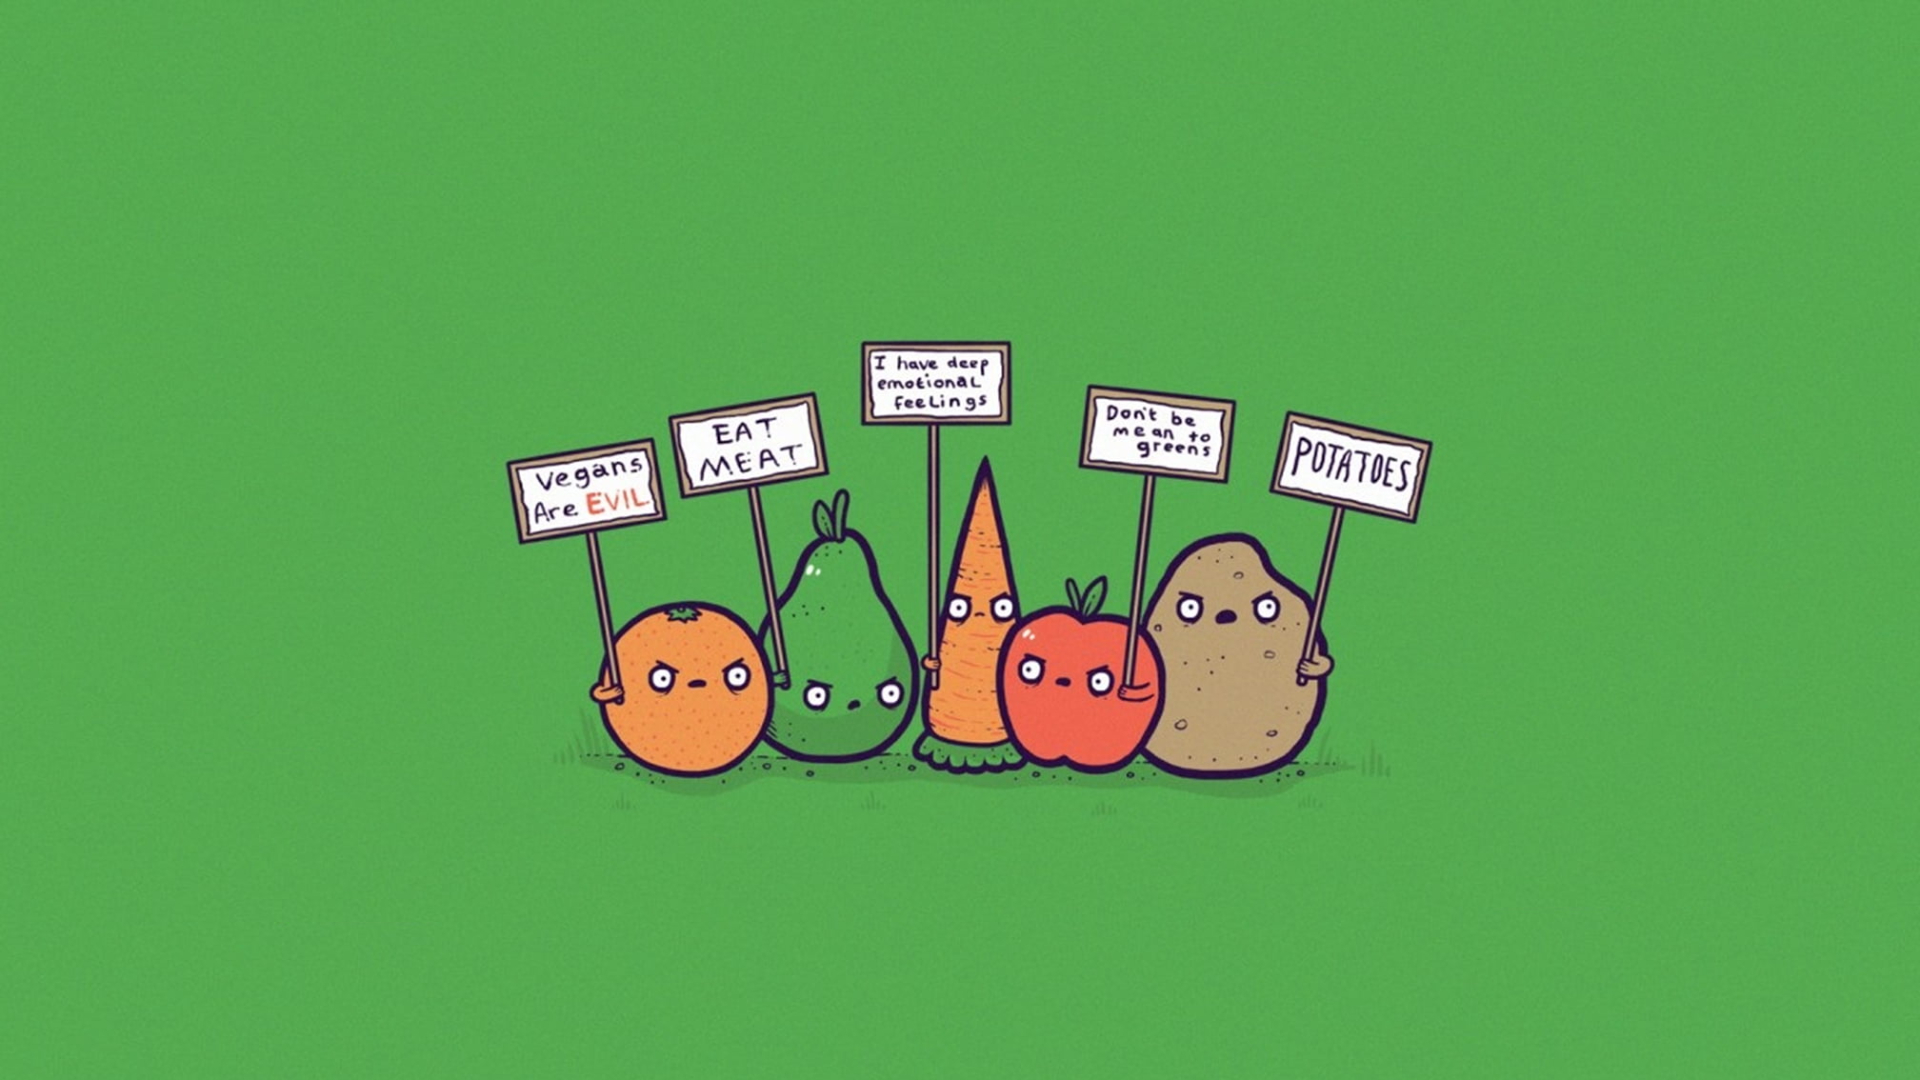 Vegans
Are EVIL
EAT
MEAT
I have deep
emotional
feelings
Don't be
mean to
greens
POTATOES